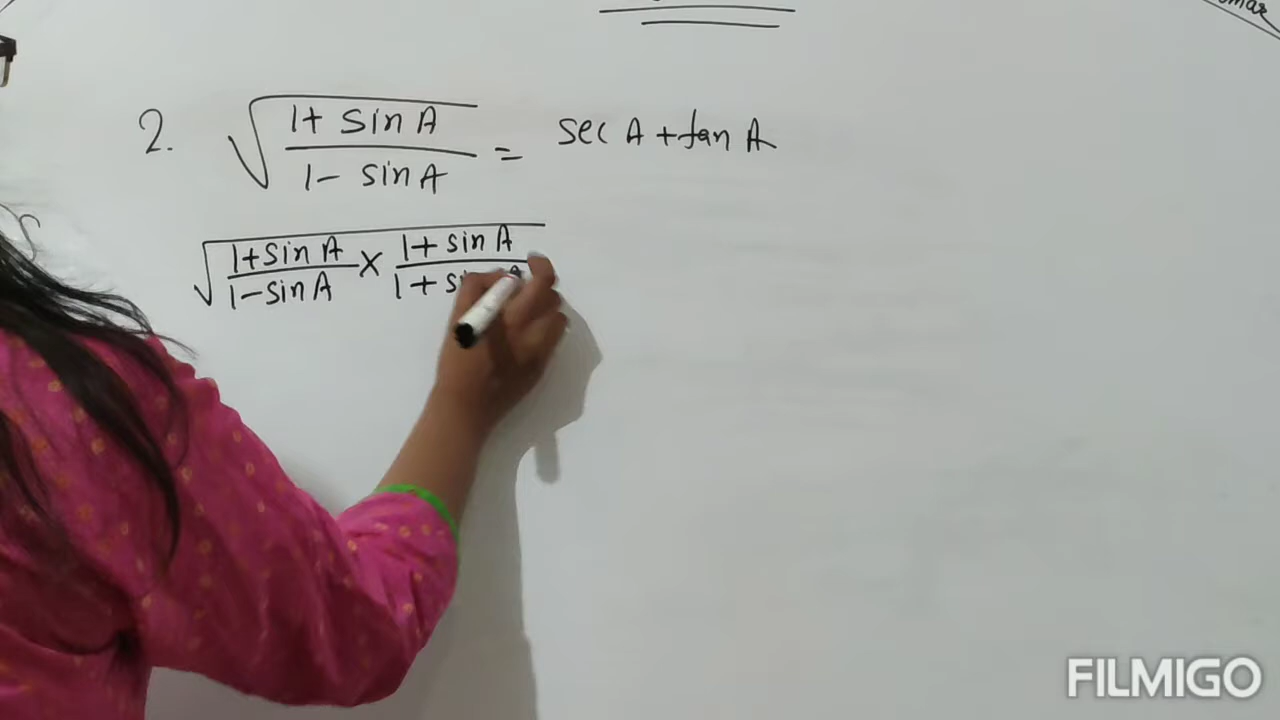 2. √((1 + sin A)/(1 - sin A)) = sec A + tan A
√((1+sin A)/(1-sin A) × (1 + sin A)/(1 +
FILMIGO